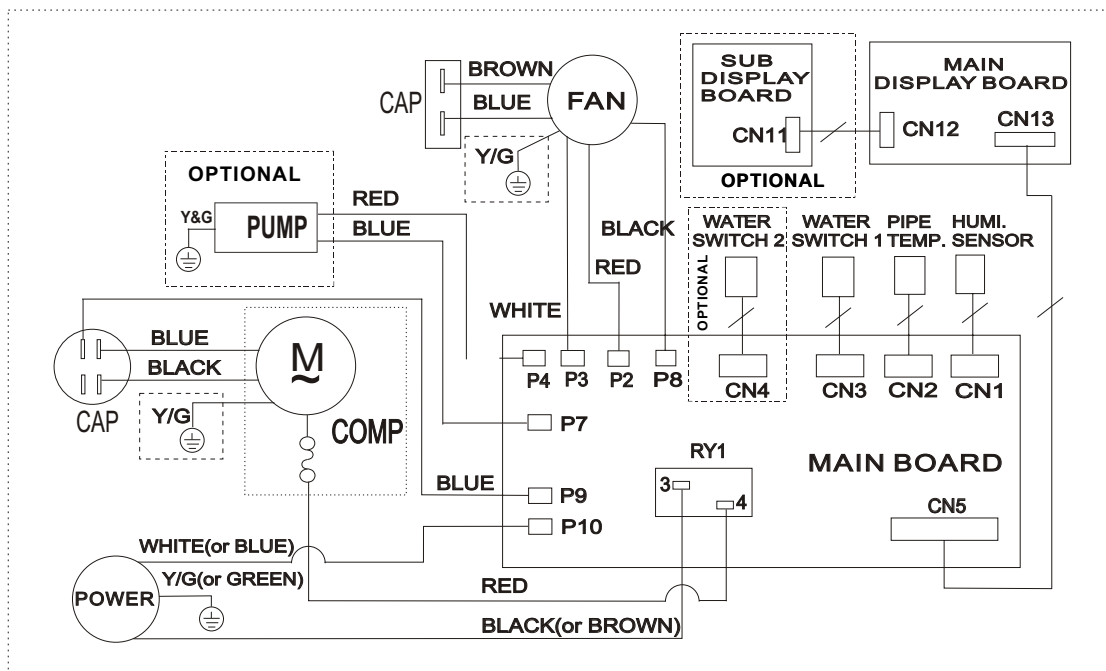 BROWN
CAP
BLUE
FAN
Y/G
SUB
DISPLAY
BOARD
CN11
OPTIONAL
MAIN
DISPLAY BOARD
CN12
CN13
OPTIONAL
Y&G
PUMP
RED
BLUE
BLACK
RED
WHITE
WATER
SWITCH 2
OPTIONAL
CN4
WATER
SWITCH 1
CN3
PIPE
TEMP.
CN2
HUMI.
SENSOR
CN1
BLUE
BLACK
CAP
Y/G
M
~
COMP
P4
P3
P2
P8
P7
BLUE
P9
P10
RY1
3
4
MAIN BOARD
CN5
WHITE(or BLUE)
Y/G(or GREEN)
POWER
RED
BLACK(or BROWN)